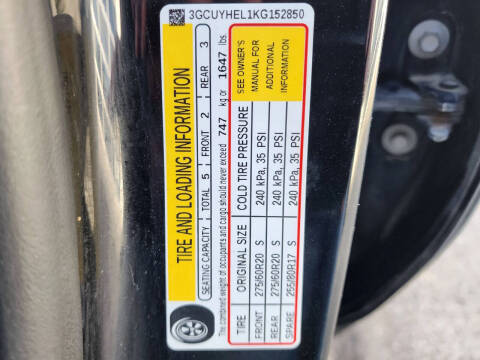 3GCUYHEL1KG152850
TIRE AND LOADING INFORMATION
SEATING CAPACITY TOTAL 5 FRONT 2 REAR 3
The combined weight of occupants and cargo should never exceed 747 kg or 1647 lbs.
TIRE ORIGINAL SIZE COLD TIRE PRESSURE SEE OWNER'S
MANUAL FOR
ADDITIONAL
INFORMATION
FRONT 275/60R20 S 240 kPa, 35 PSI
REAR 275/60R20 S 240 kPa, 35 PSI
SPARE 255/80R17 S 240 kPa, 35 PSI